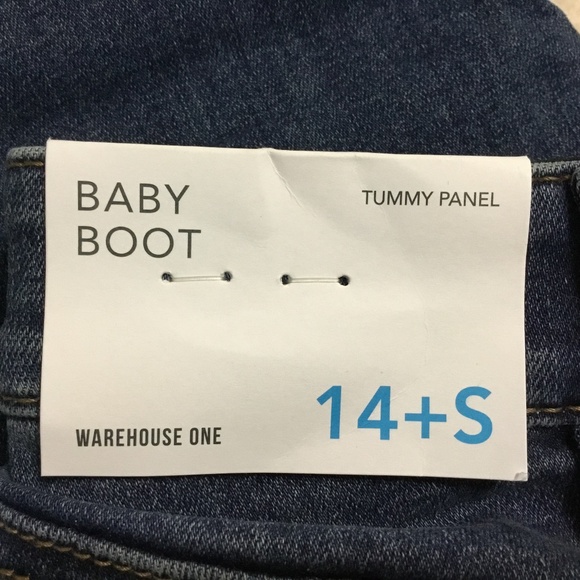 BABY
BOOT
TUMMY PANEL
WAREHOUSE ONE
14+S